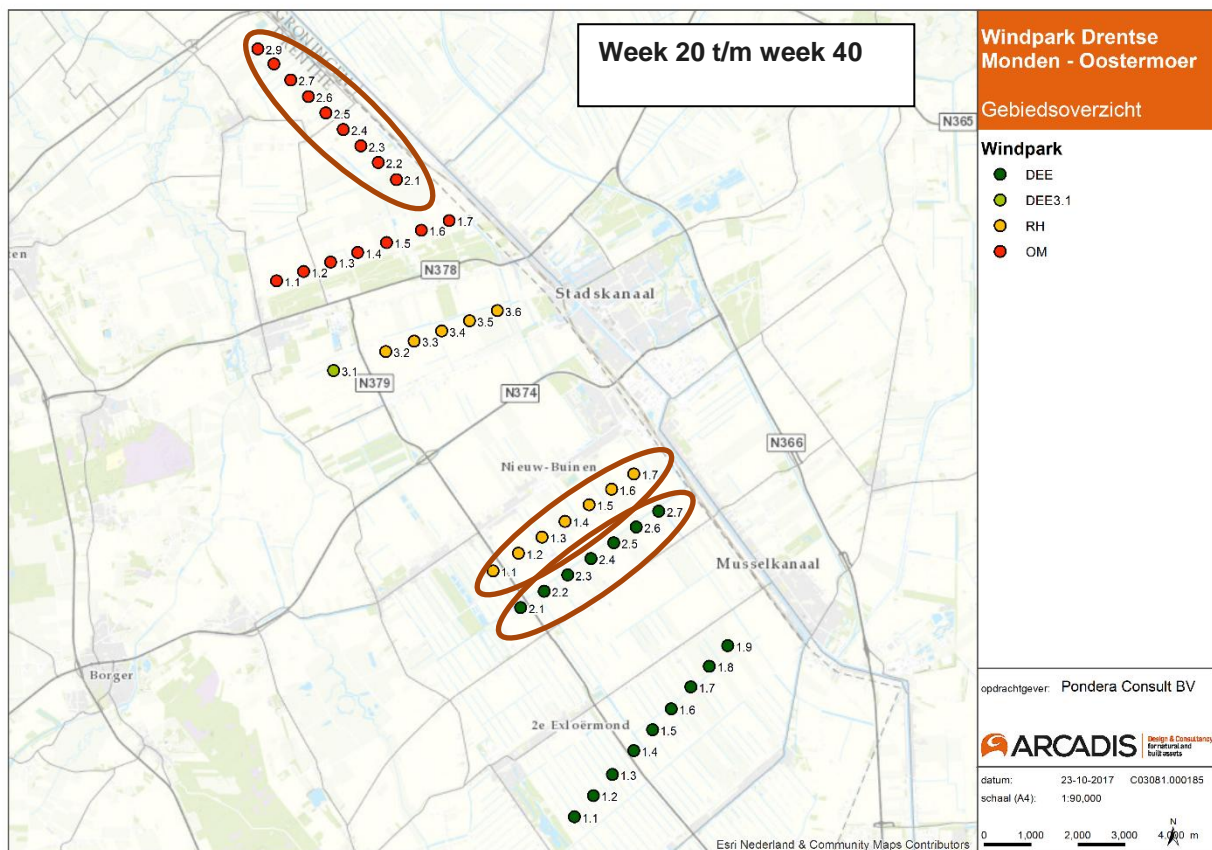 Week 20 t/m week 40
GRONINGEN
DRENTHE
N365
2.9
2.7
2.6
2.5
2.4
2.3
2.2
2.1
1.7
1.6
1.5
1.4
1.3
1.2
1.1
N378
Stadskanaal
3.6
3.5
3.4
3.3
3.2
3.1
N379
N374
N366
Nieuw-Buinen
1.7
1.6
1.5
1.4
1.3
1.2
1.1
2.7
2.6
2.5
2.4
2.3
2.2
2.1
Musselkanaal
Borger
2e Exloërmond
1.9
1.8
1.7
1.6
1.5
1.4
1.3
1.2
1.1
Esri Nederland & Community Maps Contributors
Windpark Drentse
Monden - Oostermoer
Gebiedsoverzicht
Windpark
DEE
DEE3.1
RH
OM
opdrachtgever: Pondera Consult BV
ARCADIS
Design & Consultancy
for natural and
built assets
datum: 23-10-2017 C03081.000185
schaal (A4): 1:90,000
N
0 1,000 2,000 3,000 4,000 m